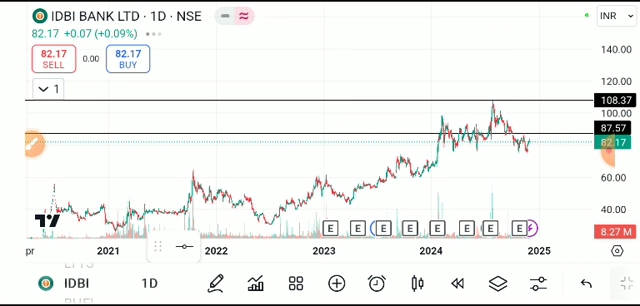 IDBI BANK LTD · 1D · NSE
INR
82.17 +0.07 (+0.09%)
82.17
SELL
0.00
82.17
BUY
1
140.00
120.00
108.37
100.00
87.57
82.17
60.00
40.00
8.27 M
E E E E E E E E
pr 2021 2022 2023 2024 2025
IDBI 1D